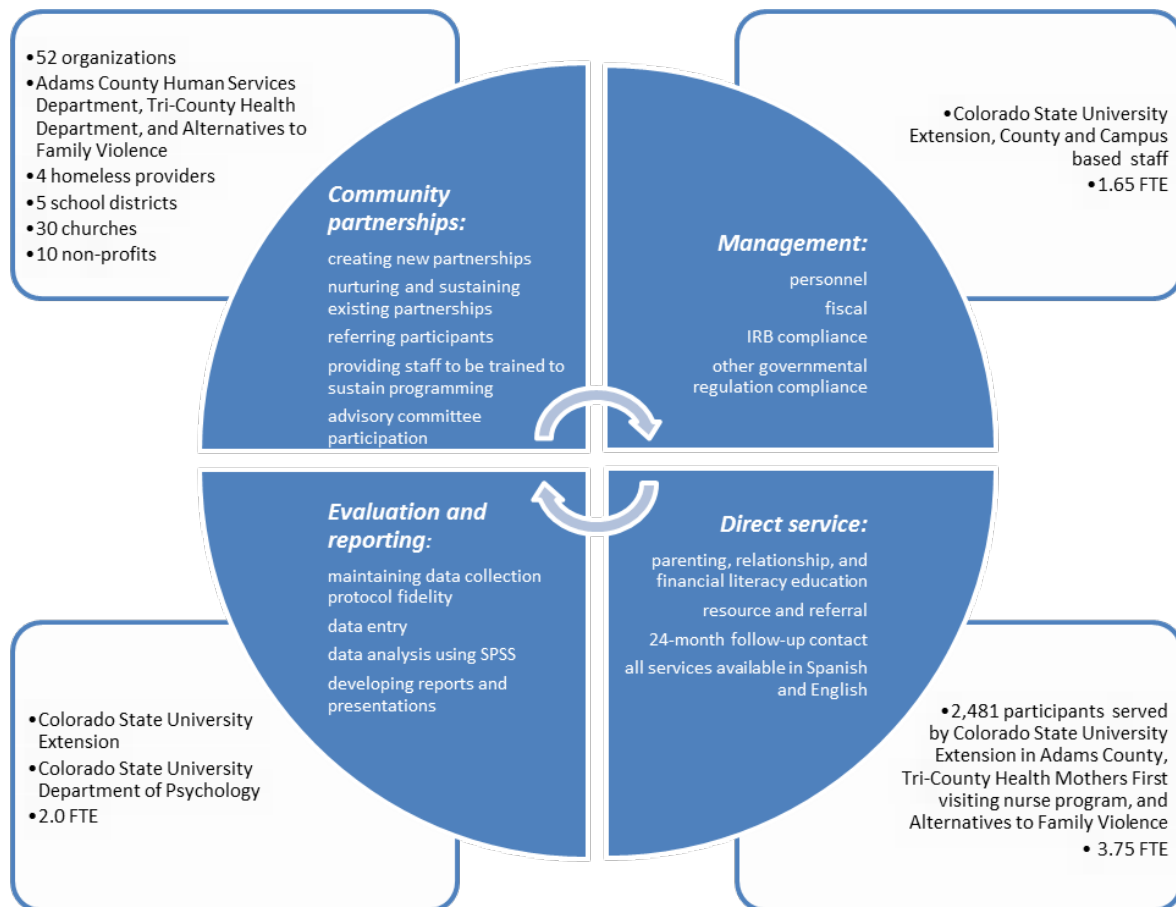 •52 organizations
•Adams County Human Services
Department, Tri-County Health
Department, and Alternatives to
Family Violence
•4 homeless providers
•5 school districts
•30 churches
•10 non-profits
Community
partnerships:
creating new partnerships
nurturing and sustaining
existing partnerships
referring participants
providing staff to be trained to
sustain programming
advisory committee
participation
•Colorado State University
Extension, County and Campus
based staff
•1.65 FTE
Management:
personnel
fiscal
IRB compliance
other governmental
regulation compliance
Evaluation and
reporting:
maintaining data collection
protocol fidelity
data entry
data analysis using SPSS
developing reports and
presentations
•Colorado State University
Extension
•Colorado State University
Department of Psychology
•2.0 FTE
Direct service:
parenting, relationship, and
financial literacy education
resource and referral
24-month follow-up contact
all services available in Spanish
and English
•2,481 participants served
by Colorado State University
Extension in Adams County,
Tri-County Health Mothers First
visiting nurse program, and
Alternatives to Family Violence
• 3.75 FTE